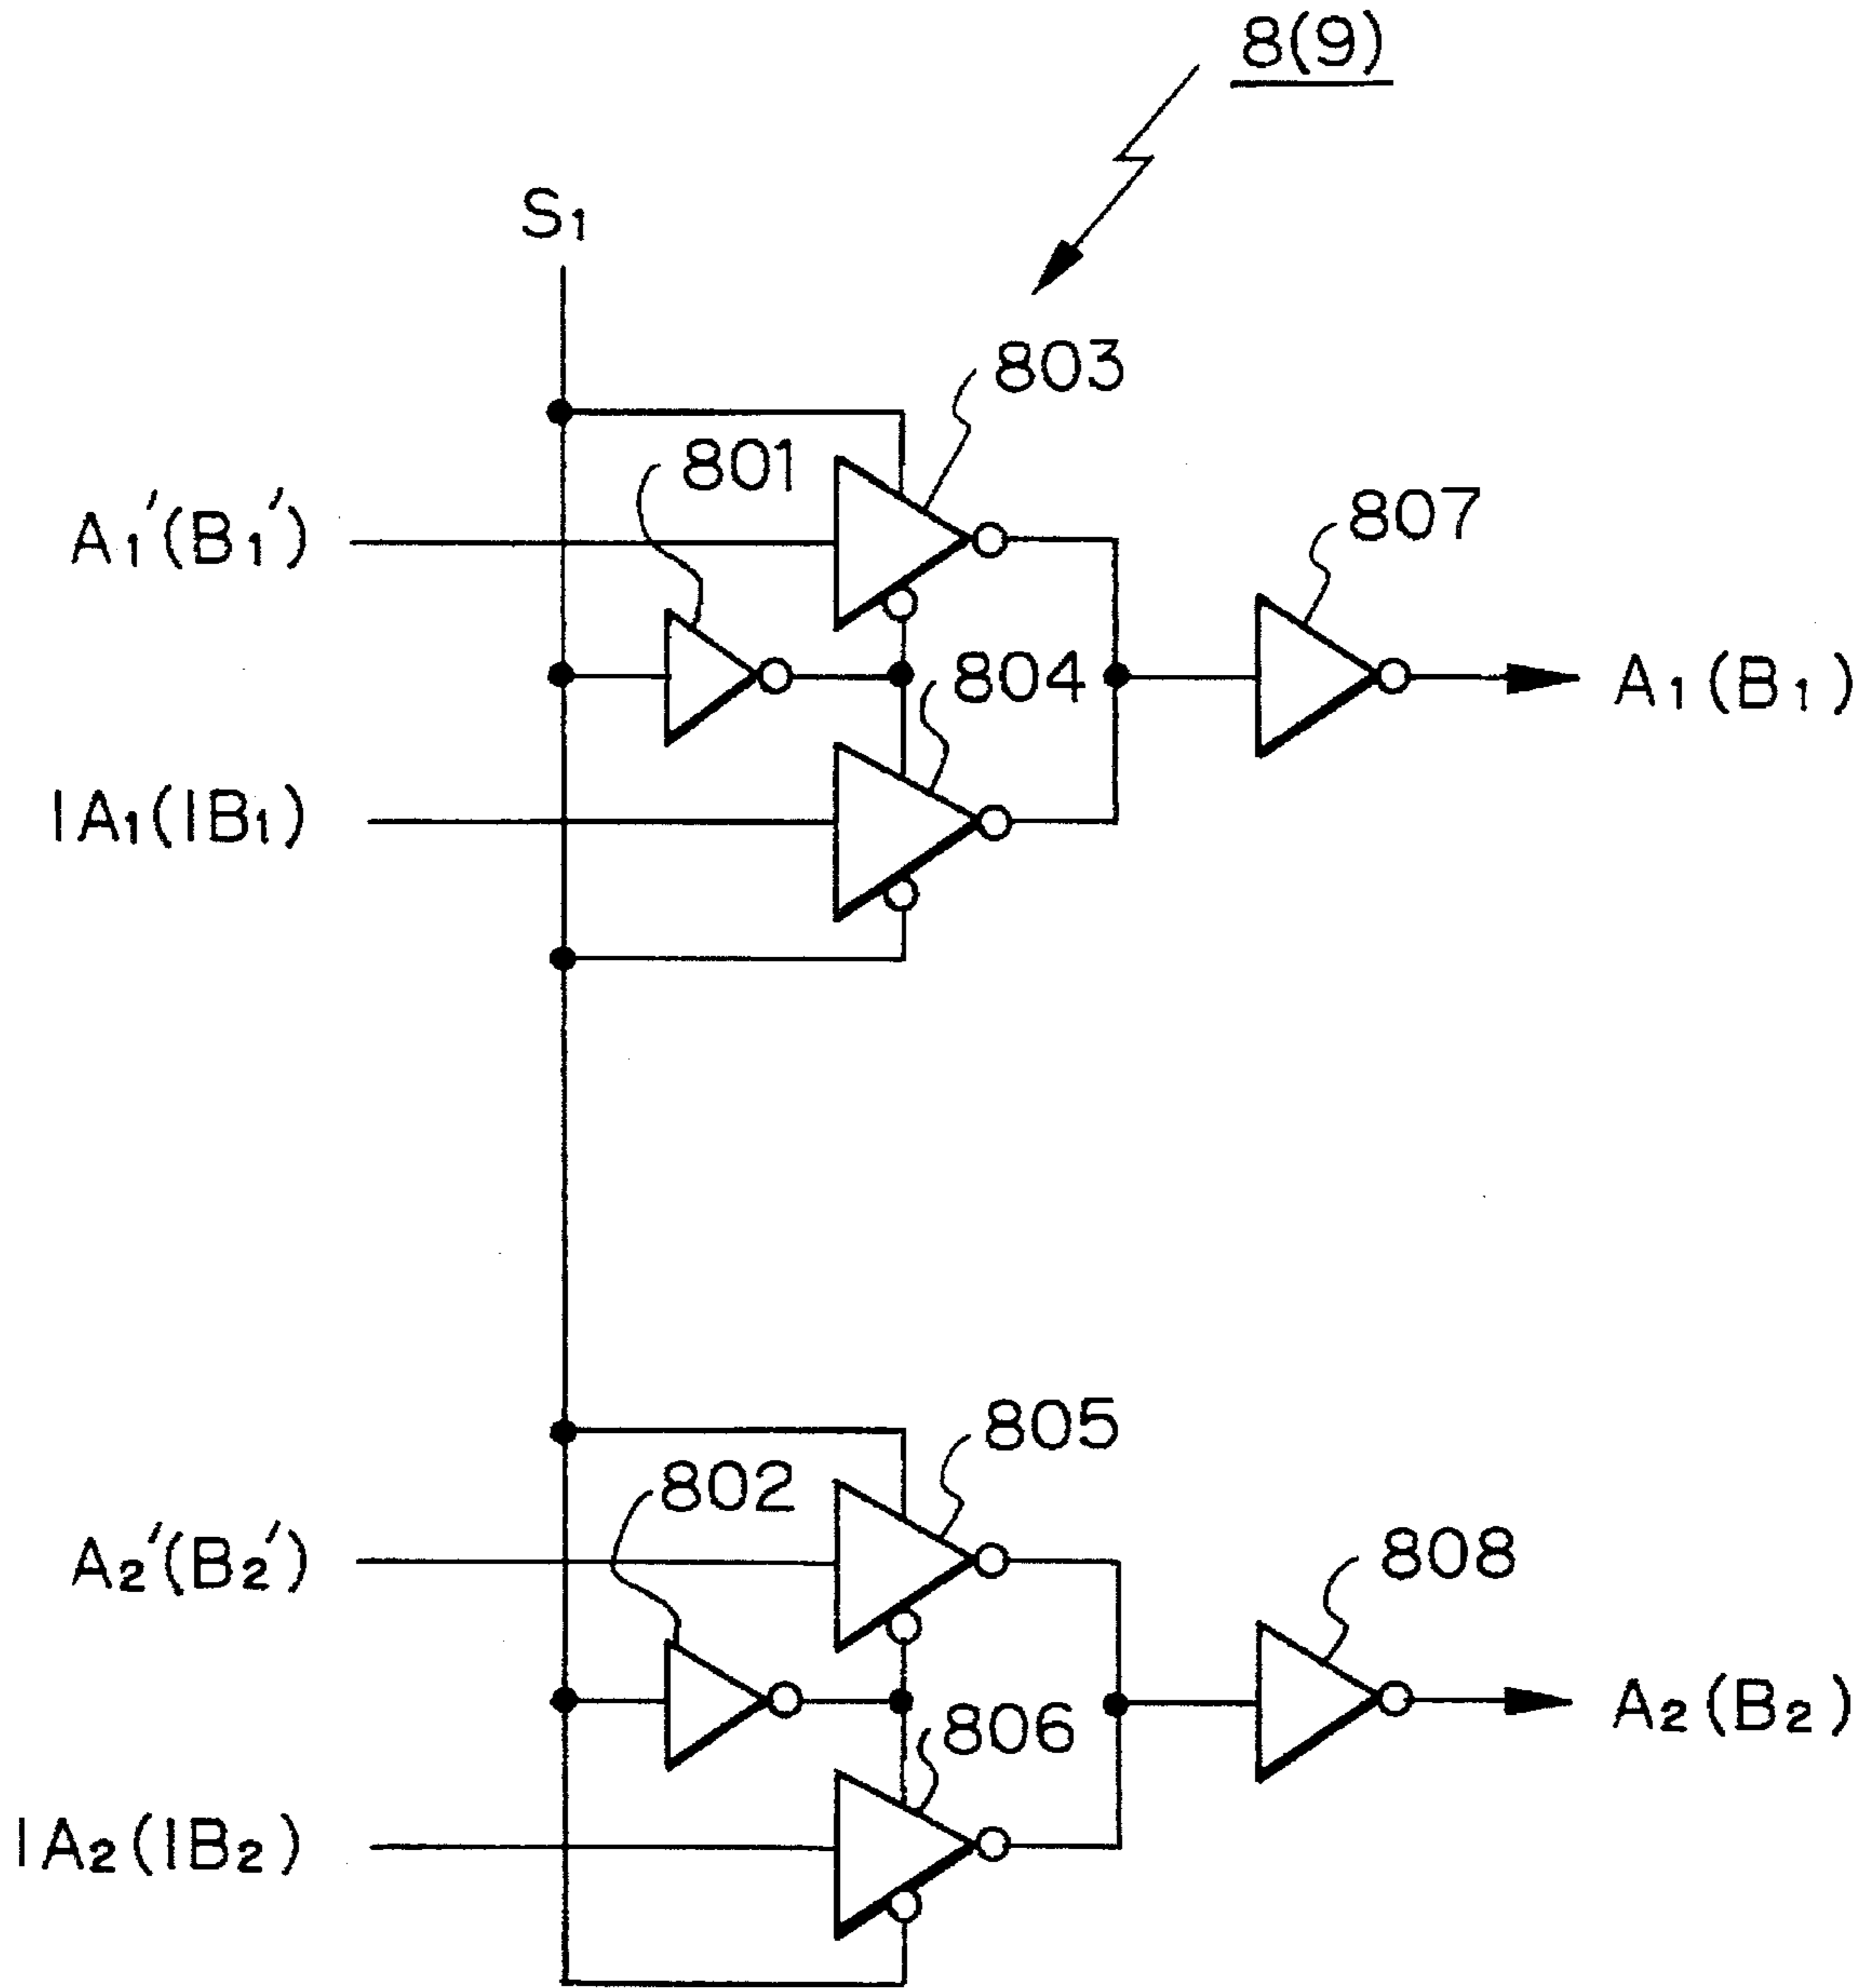 8(9)
S₁
803
801
A₁'(B₁')
807
804
A₁(B₁)
IA₁(IB₁)
805
802
A₂'(B₂')
808
806
A₂(B₂)
IA₂(IB₂)